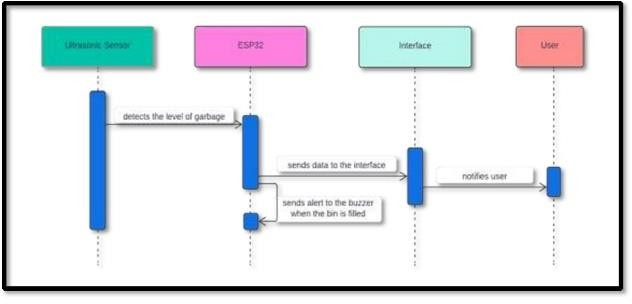 Ultrasonic Sensor
ESP32
Interface
User
detects the level of garbage
sends data to the interface
notifies user
sends alert to the buzzer
when the bin is filled